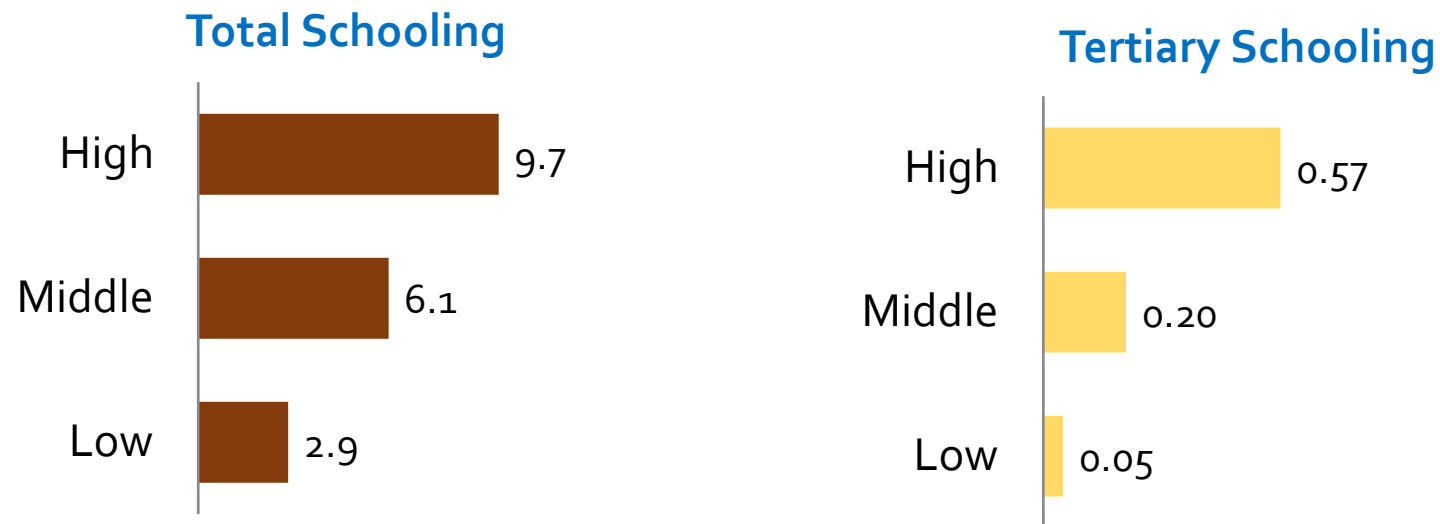 Total Schooling
High 9.7
Middle 6.1
Low 2.9
Tertiary Schooling
High 0.57
Middle 0.20
Low 0.05